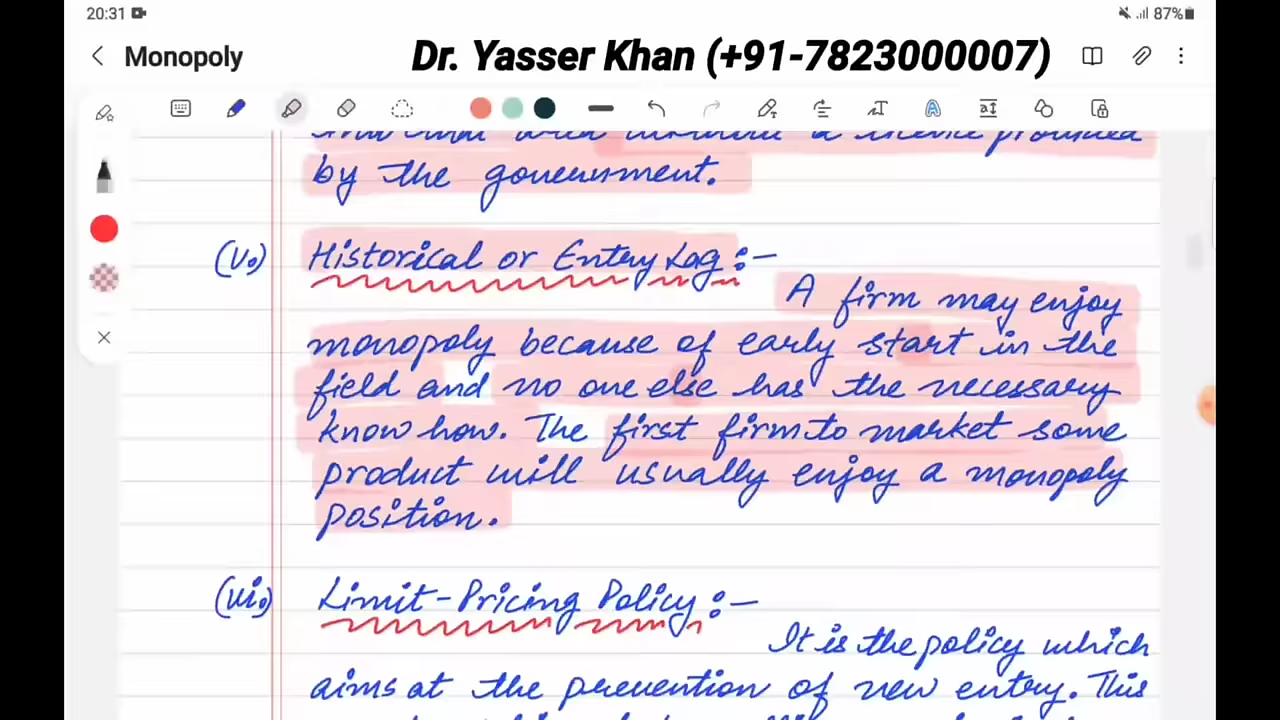 20:31
87%
Monopoly
Dr. Yasser Khan (+91-7823000007)
by the government.
(V.) Historical or Entry Lag :-
A firm may enjoy
monopoly because of early start in the
field and no one else has the necessary
know how. The first firm to market some
product will usually enjoy a monopoly
position.
(Vi.) Limit-Pricing Policy :-
It is the policy which
aims at the prevention of new entry. This